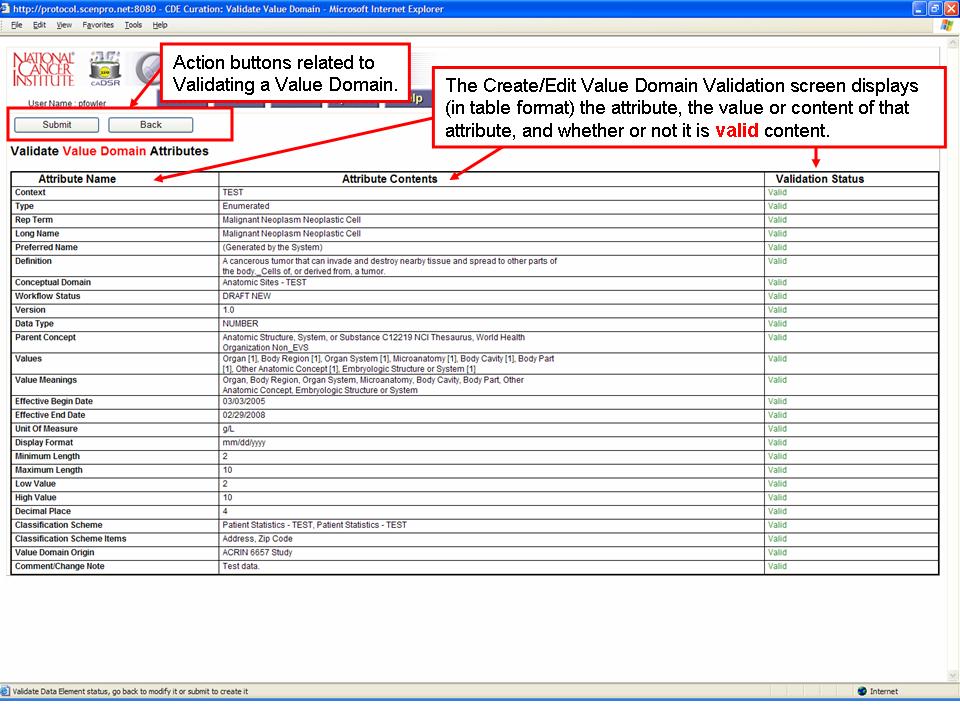 http://protocol.scenpro.net:8080 - CDE Curation: Validate Value Domain - Microsoft Internet Explorer
File Edit View Favorites Tools Help
NATIONAL
CANCER
INSTITUTE
caDSR
User Name : pfowler
Action buttons related to
Validating a Value Domain.
lp
The Create/Edit Value Domain Validation screen displays
(in table format) the attribute, the value or content of that
attribute, and whether or not it is valid content.
Submit Back
Validate Value Domain Attributes
Attribute Name Attribute Contents Validation Status
Context TEST Valid
Type Enumerated Valid
Rep Term Malignant Neoplasm Neoplastic Cell Valid
Long Name Malignant Neoplasm Neoplastic Cell Valid
Preferred Name (Generated by the System) Valid
Definition A cancerous tumor that can invade and destroy nearby tissue and spread to other parts of Valid
the body._Cells of, or derived from, a tumor.
Conceptual Domain Anatomic Sites - TEST Valid
Workflow Status DRAFT NEW Valid
Version 1.0 Valid
Data Type NUMBER Valid
Parent Concept Anatomic Structure, System, or Substance C12219 NCI Thesaurus, World Health Valid
Organization Non_EVS
Values Organ [1], Body Region [1], Organ System [1], Microanatomy [1], Body Cavity [1], Body Part Valid
[1], Other Anatomic Concept [1], Embryologic Structure or System [1]
Value Meanings Organ, Body Region, Organ System, Microanatomy, Body Cavity, Body Part, Other Valid
Anatomic Concept, Embryologic Structure or System
Effective Begin Date 03/03/2005 Valid
Effective End Date 02/29/2008 Valid
Unit Of Measure g/L Valid
Display Format mm/dd/yyyy Valid
Minimum Length 2 Valid
Maximum Length 10 Valid
Low Value 2 Valid
High Value 10 Valid
Decimal Place 4 Valid
Classification Scheme Patient Statistics - TEST, Patient Statistics - TEST Valid
Classification Scheme Items Address, Zip Code Valid
Value Domain Origin ACRIN 6657 Study Valid
Comment/Change Note Test data. Valid
Validate Data Element status, go back to modify it or submit to create it Internet